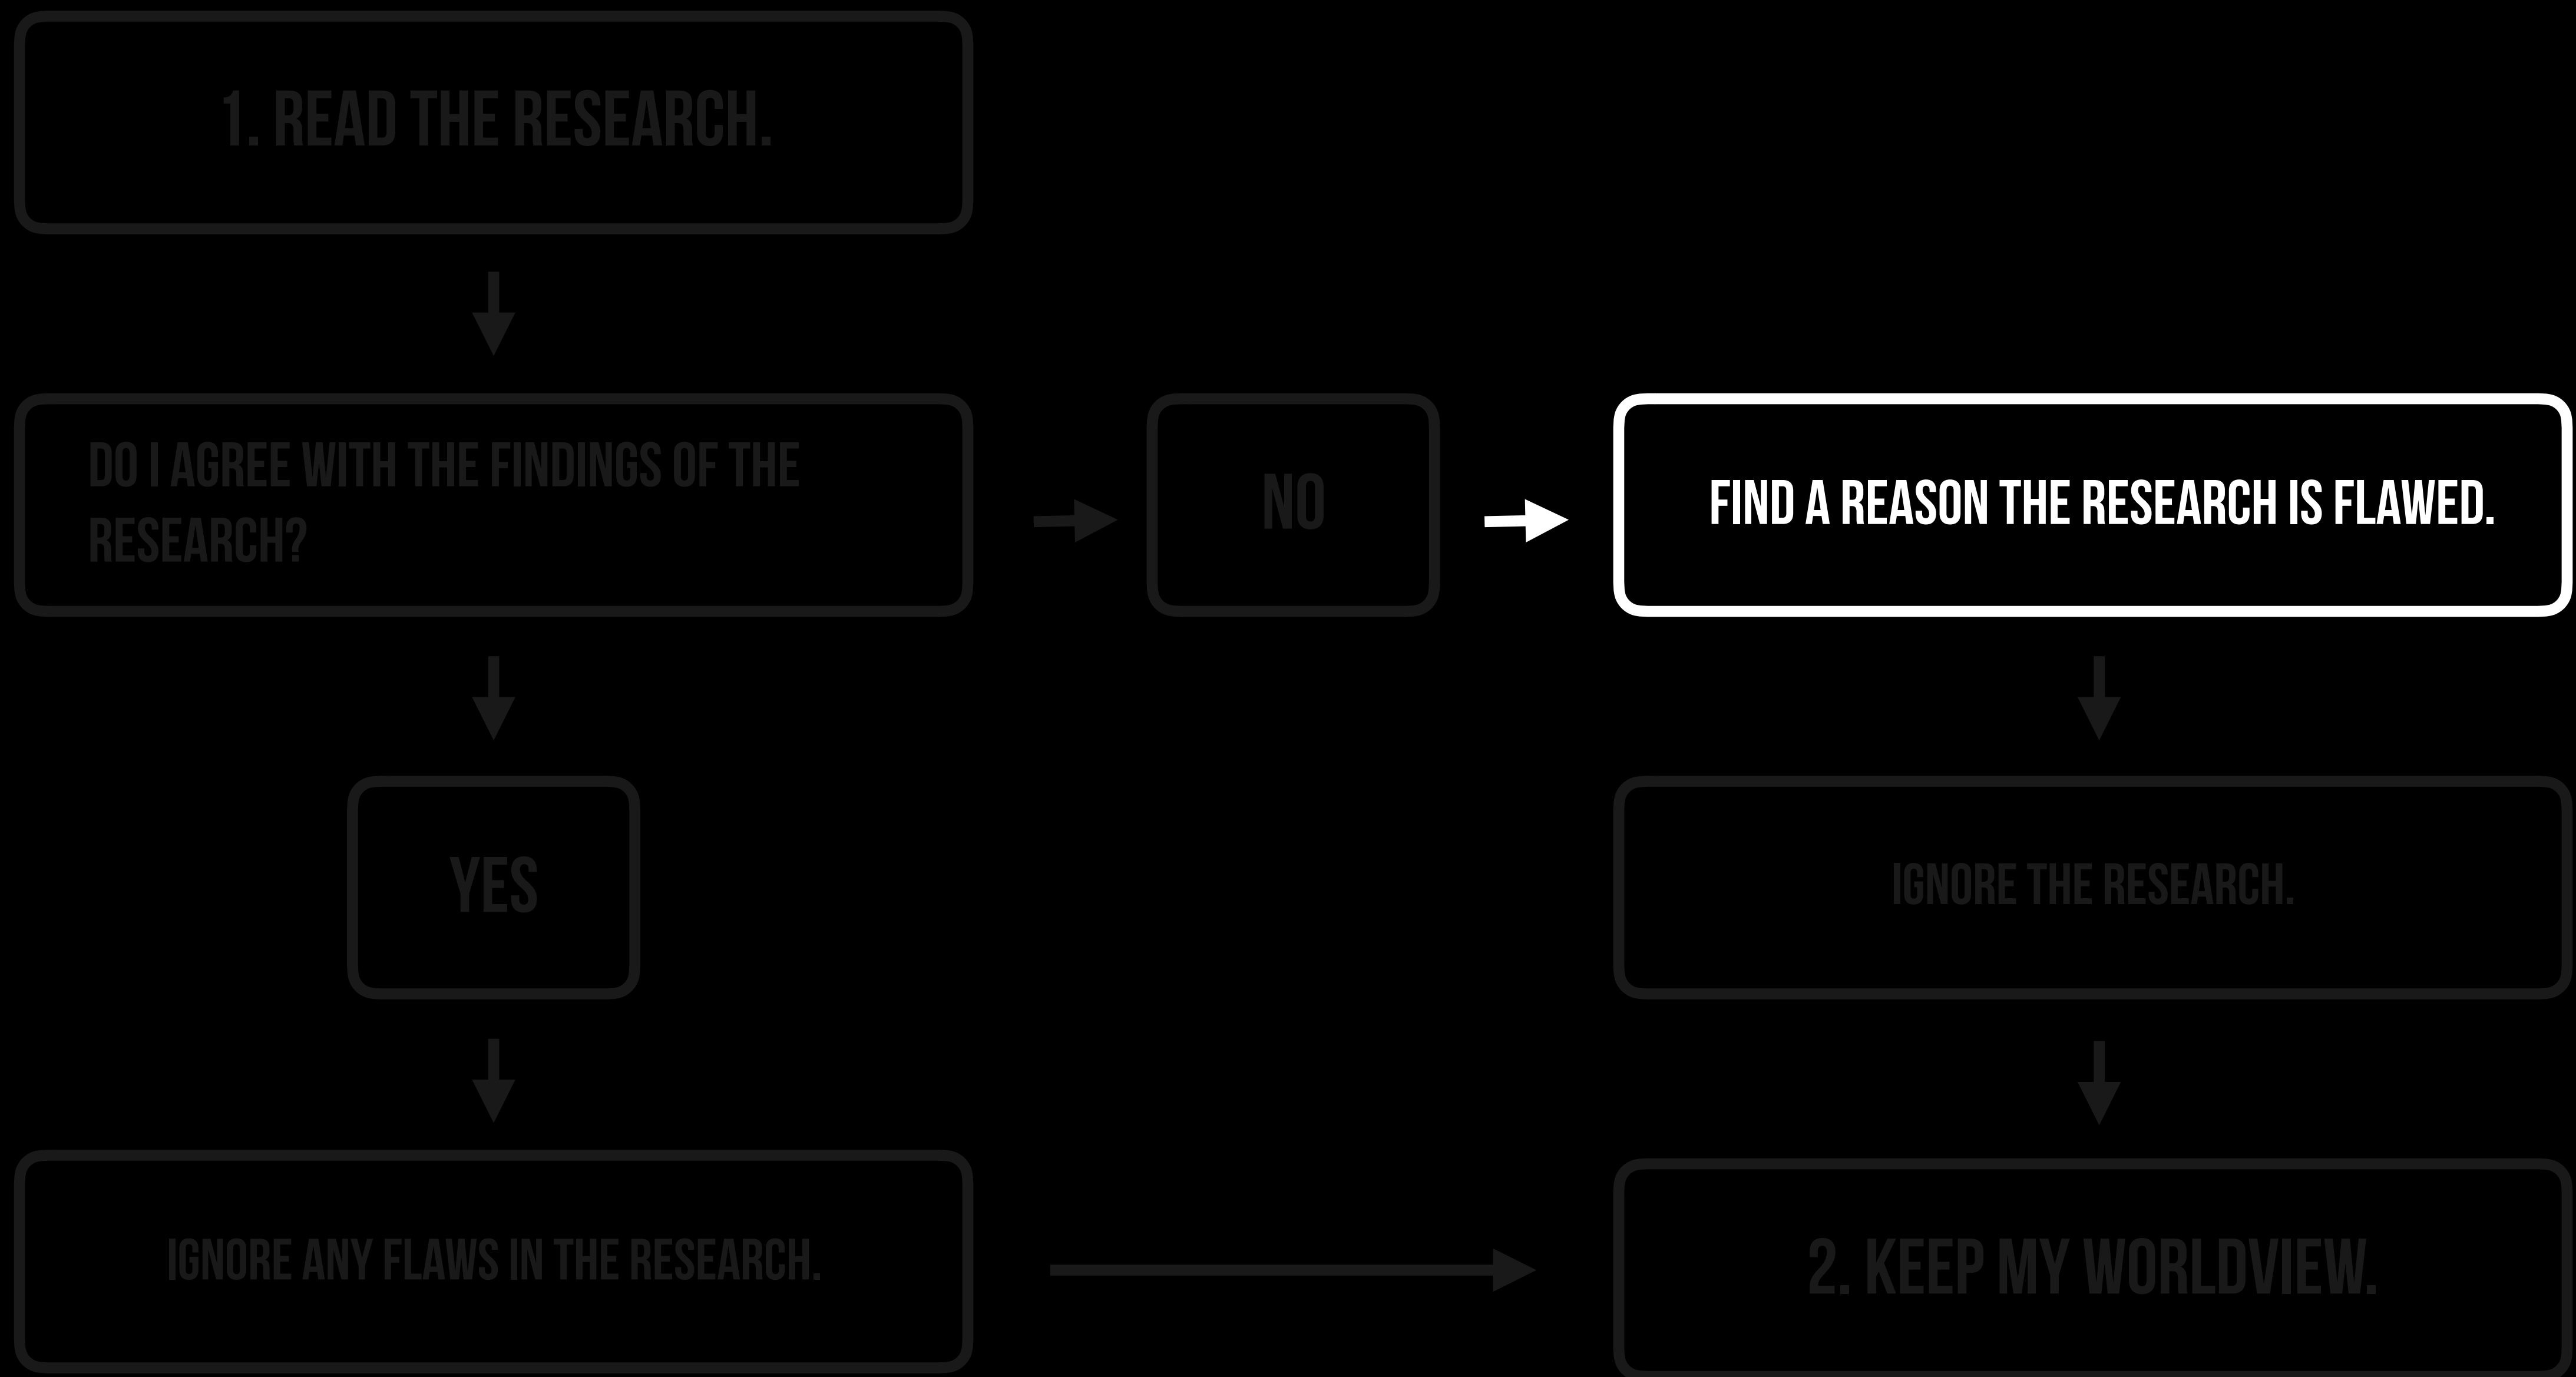 1. READ THE RESEARCH.
DO I AGREE WITH THE FINDINGS OF THE
RESEARCH?
NO
FIND A REASON THE RESEARCH IS FLAWED.
YES
IGNORE THE RESEARCH.
IGNORE ANY FLAWS IN THE RESEARCH.
2. KEEP MY WORLDVIEW.